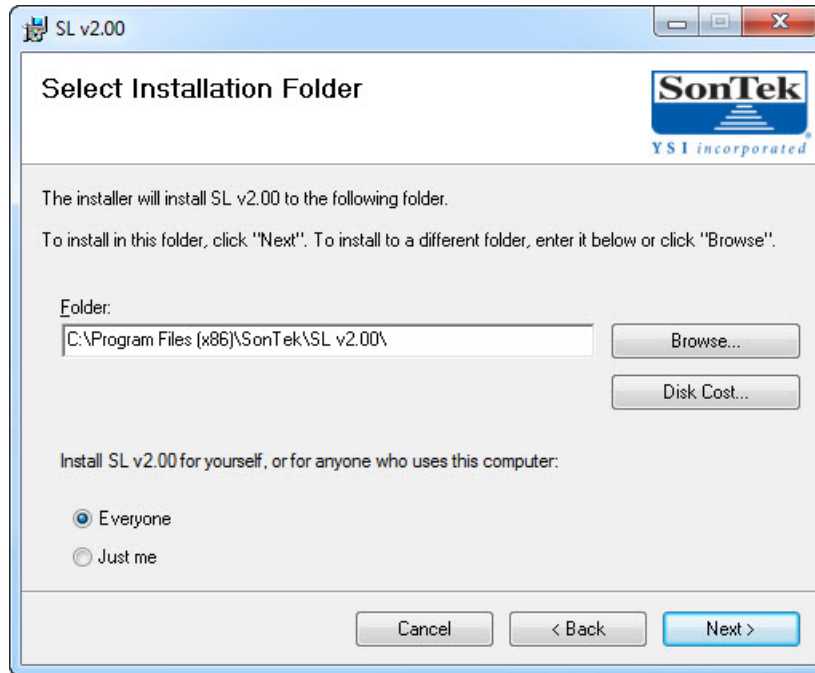 SL v2.00
Select Installation Folder
SonTek
YSI incorporated
The installer will install SL v2.00 to the following folder.
To install in this folder, click "Next". To install to a different folder, enter it below or click "Browse".
Folder:
C:\Program Files (x86)\SonTek\SL v2.00\
Browse...
Disk Cost...
Install SL v2.00 for yourself, or for anyone who uses this computer:
Everyone
Just me
Cancel
< Back
Next >